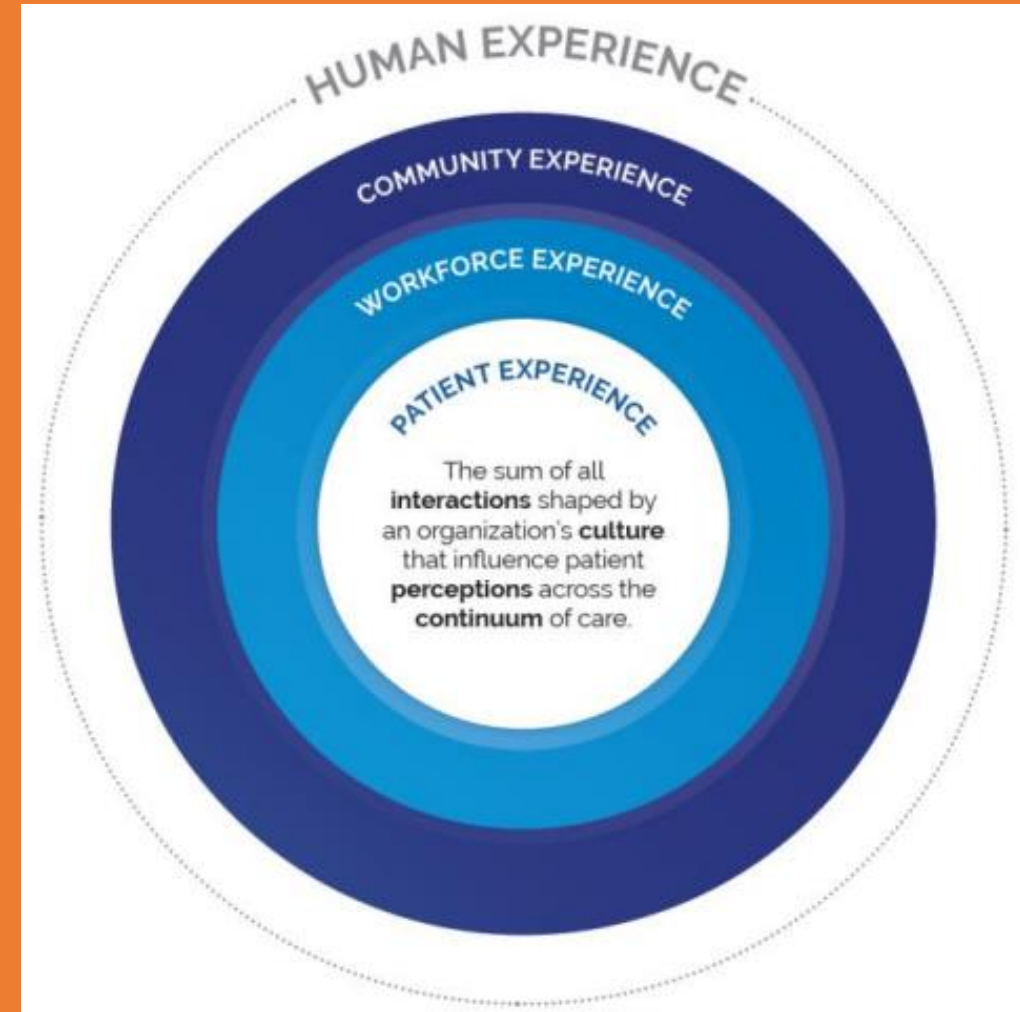 HUMAN EXPERIENCE
COMMUNITY EXPERIENCE
WORKFORCE EXPERIENCE
PATIENT EXPERIENCE
The sum of all
interactions shaped by
an organization's culture
that influence patient
perceptions across the
continuum of care.